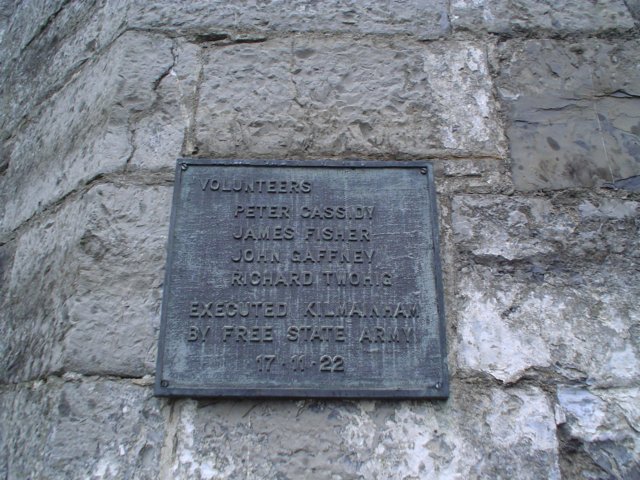 VOLUNTEERS
PETER CASSIDY
JAMES FISHER
JOHN GAFFNEY
RICHARD TWOHIG
EXECUTED KILMAINHAM
BY FREE STATE ARMY
17·11·22